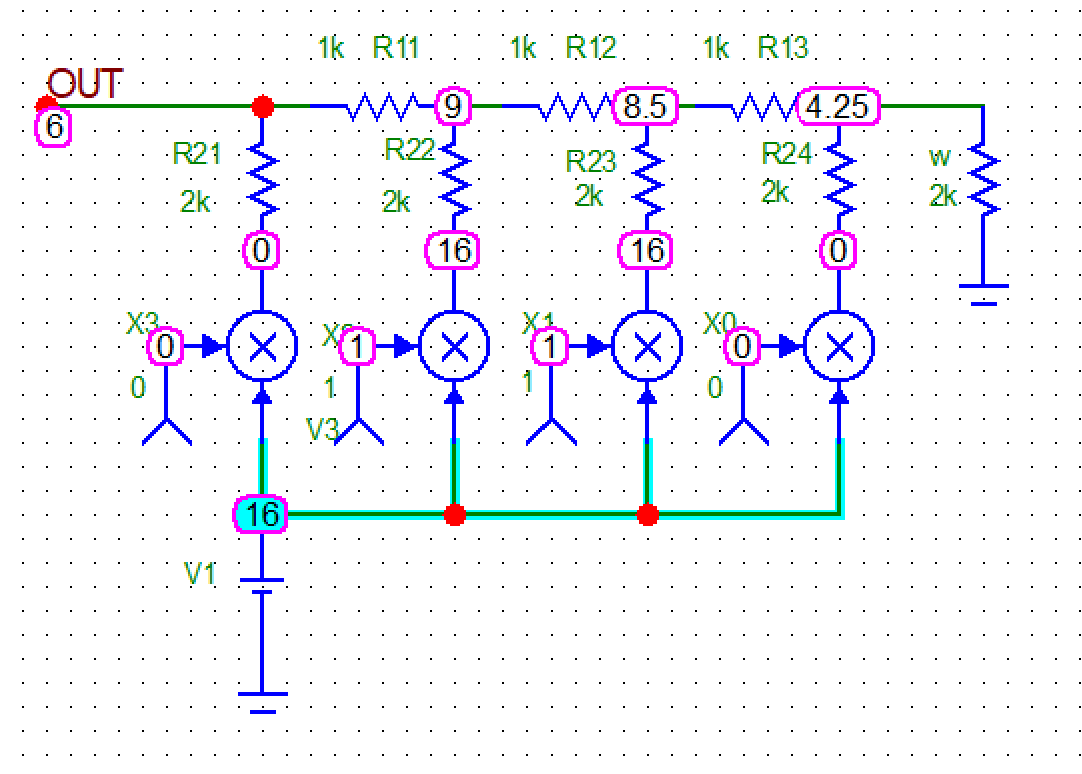 1k R11 1k R12 1k R13
OUT
6 9 8.5 4.25
R21 R22 R23 R24 w
2k 2k 2k 2k 2k
0 16 16 0
X3 X1 X0
0 1 1 0
0 1 1 0
V3
16
V1